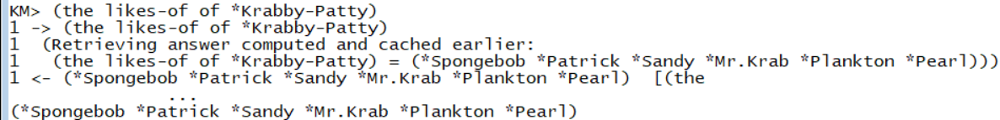 KM> (the likes-of of *Krabby-Patty)
1 -> (the likes-of of *Krabby-Patty)
1   (Retrieving answer computed and cached earlier:
1    (the likes-of of *Krabby-Patty) = (*Spongebob *Patrick *Sandy *Mr.Krab *Plankton *Pearl)))
1 <- (*Spongebob *Patrick *Sandy *Mr.Krab *Plankton *Pearl)  [(the
...
(*Spongebob *Patrick *Sandy *Mr.Krab *Plankton *Pearl)